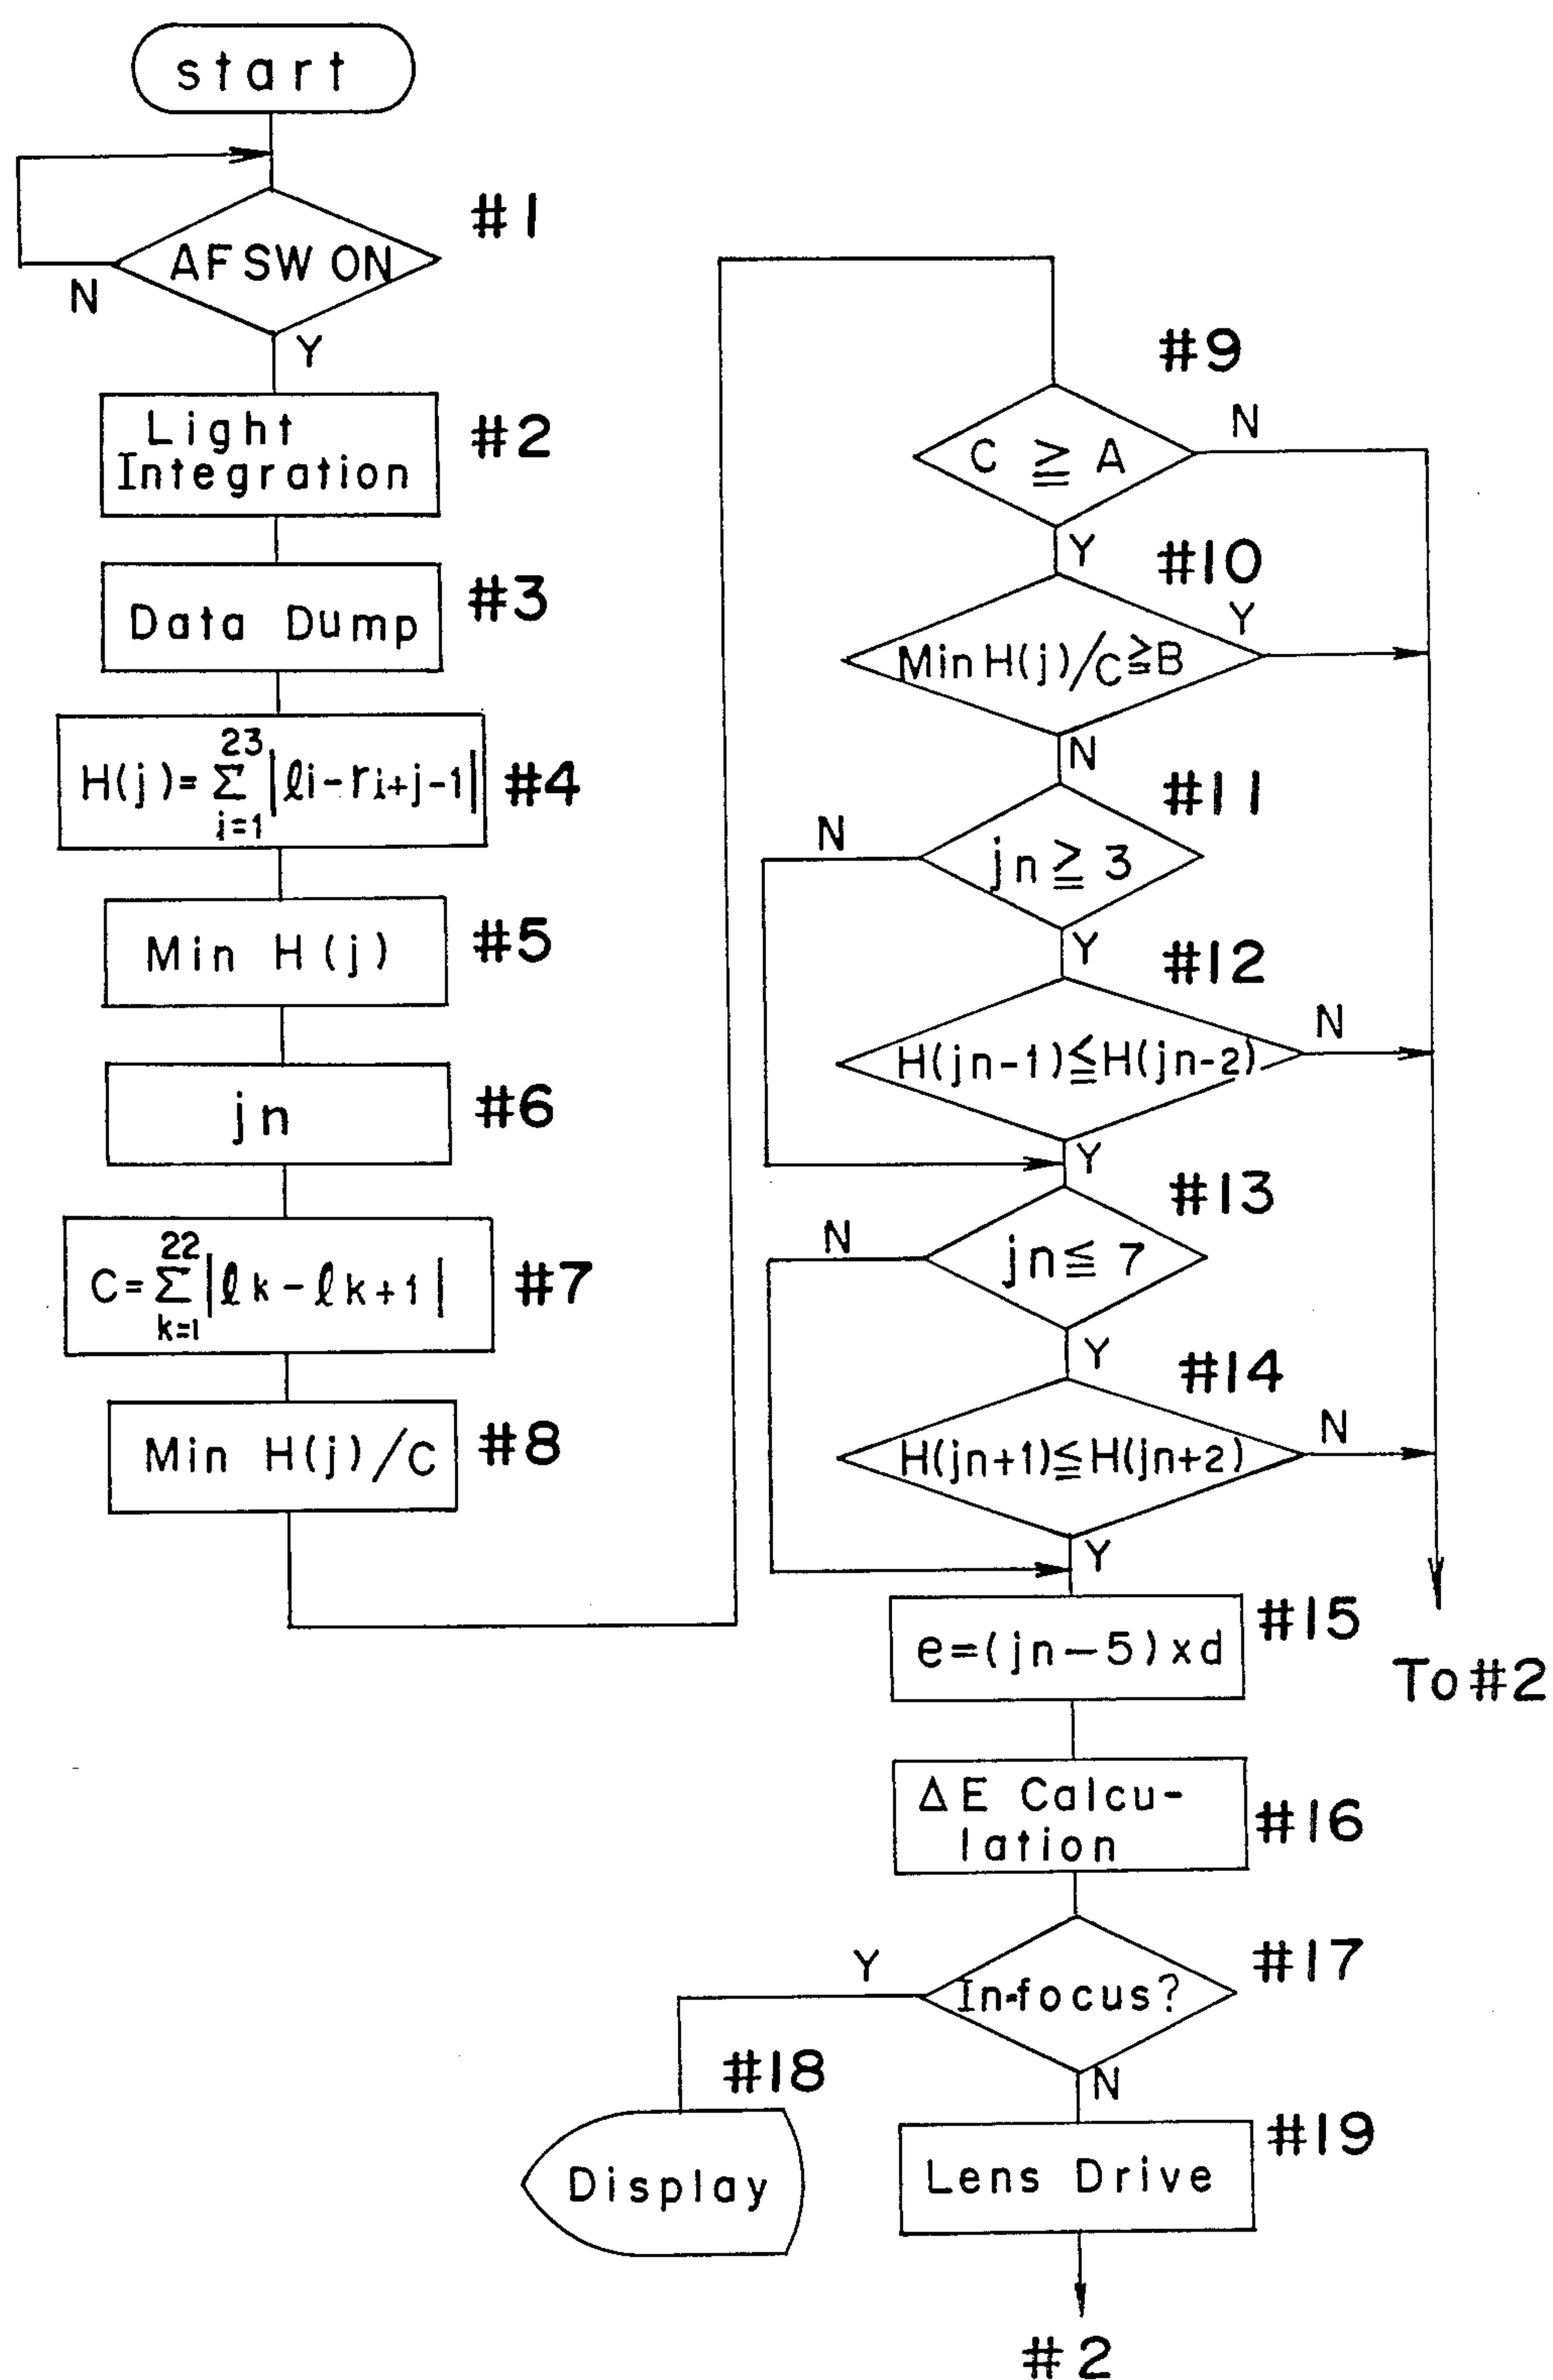 start
#1
AF SW ON
N
Y
Light
Integration
#2
Data Dump
#3
H(j)=Σ|ℓi-ri+j-1|
23
i=1
#4
Min H(j)
#5
jn
#6
C=Σ|ℓk-ℓk+1|
22
k=1
#7
Min H(j)/C
#8
#9
C ≧ A
N
Y
#10
Min H(j)/C≧B
Y
N
#11
jn ≧ 3
N
Y
#12
H(jn-1)≦H(jn-2)
N
Y
#13
jn≦ 7
N
Y
#14
H(jn+1)≦H(jn+2)
N
Y
e=(jn-5)xd
#15
To #2
ΔE Calcu-
lation
#16
In-focus?
#17
Y
N
#18
Display
Lens Drive
#19
#2